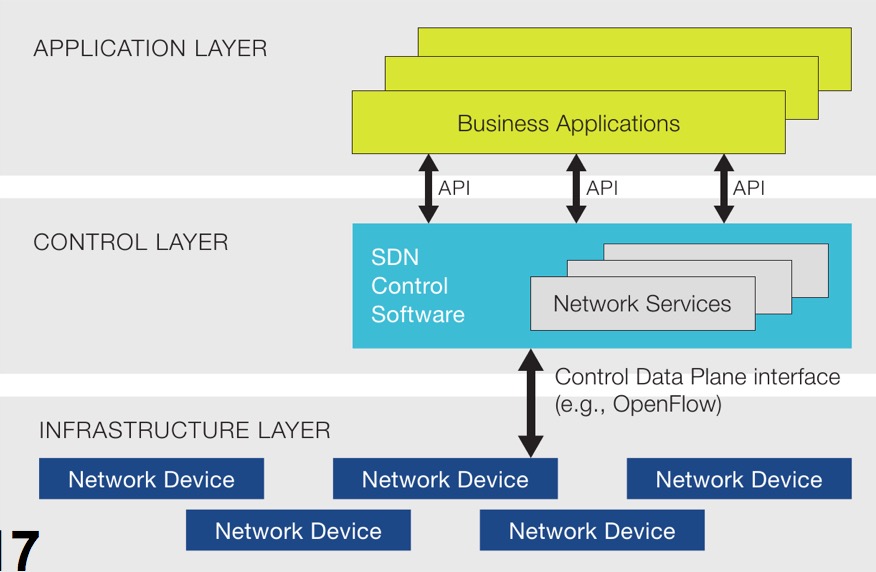 APPLICATION LAYER
Business Applications
API
API
API
CONTROL LAYER
SDN
Control
Software
Network Services
Control Data Plane interface
(e.g., OpenFlow)
INFRASTRUCTURE LAYER
Network Device
Network Device
Network Device
Network Device
Network Device
17